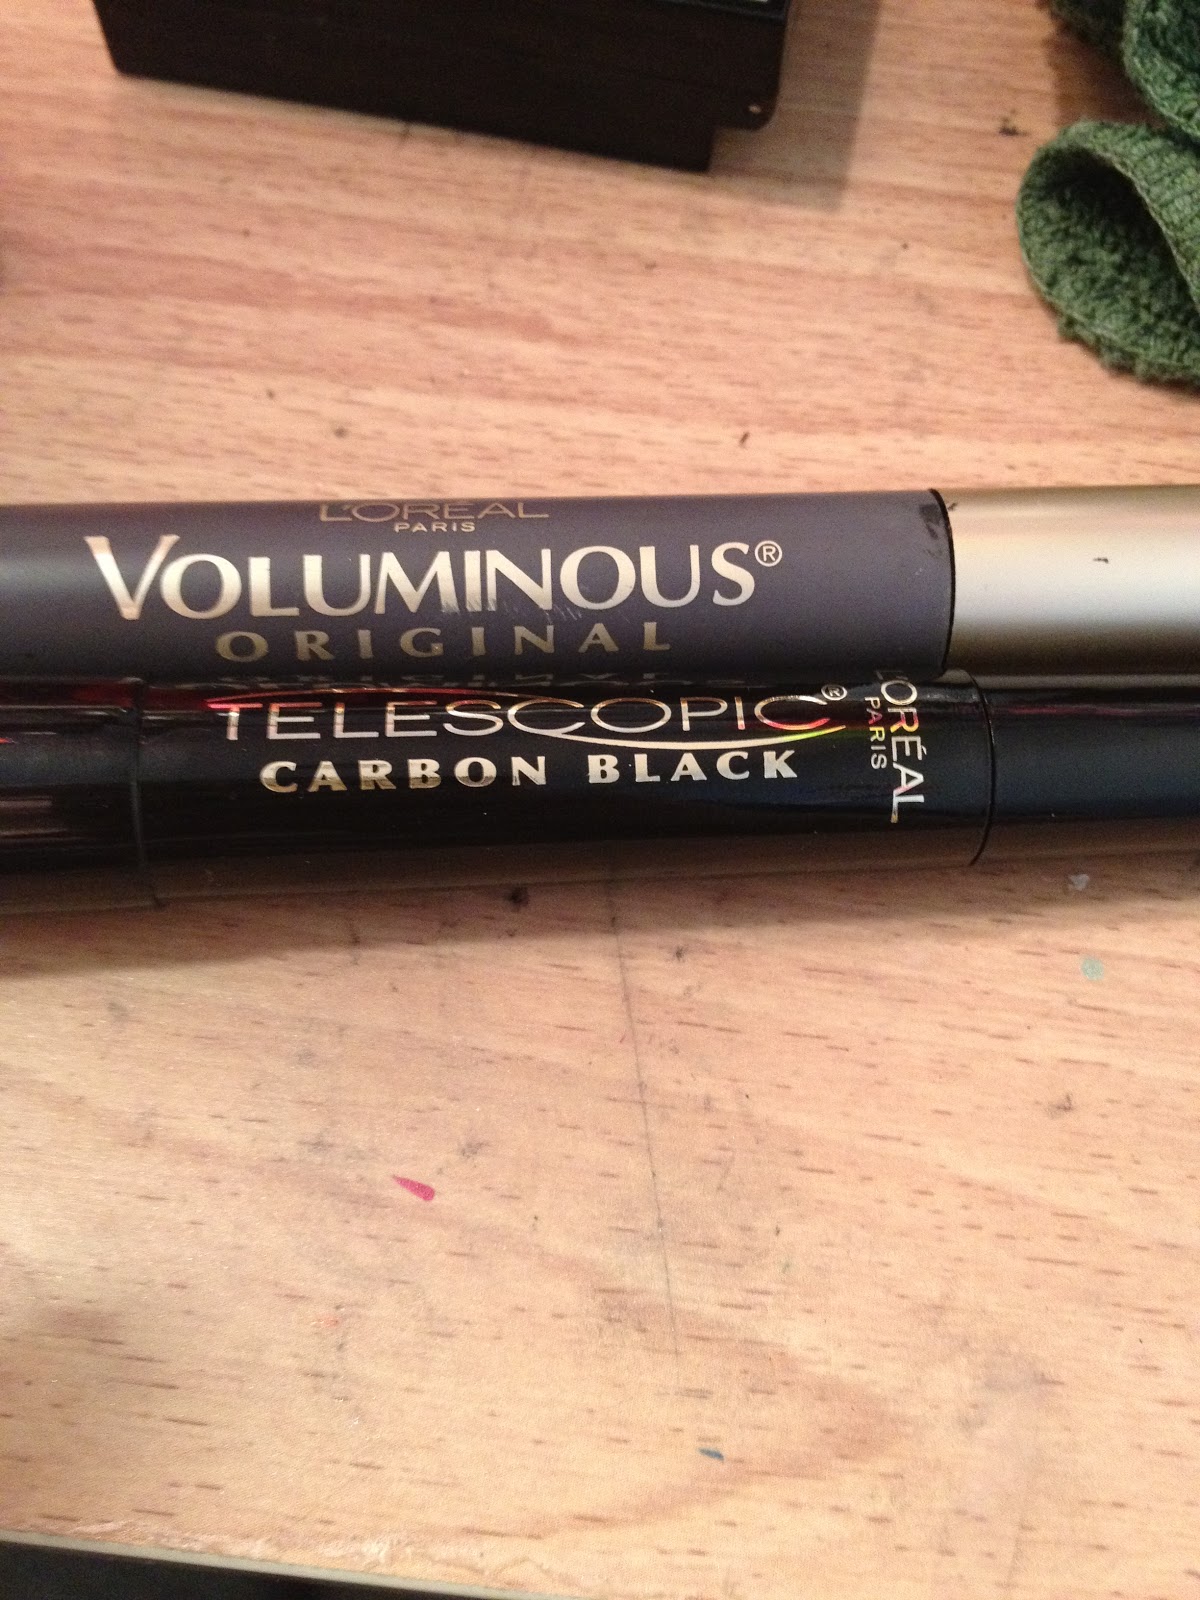 L'ORÉAL
PARIS
VOLUMINOUS®
ORIGINAL
TELESCOPIC®
CARBON BLACK
L'ORÉAL
PARIS